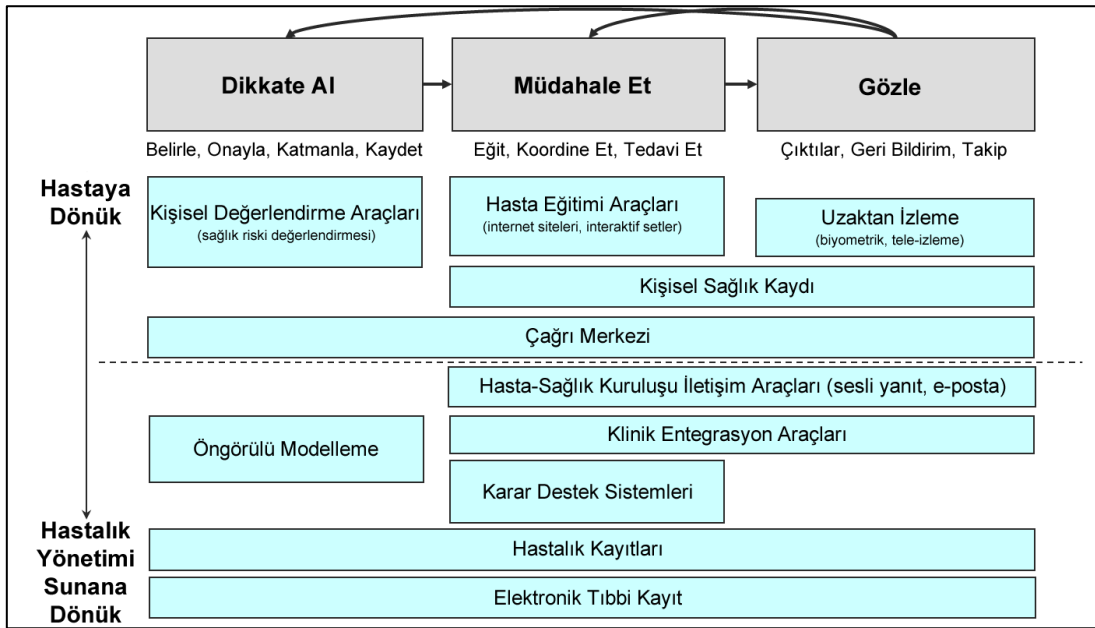 Dikkate Al
Müdahale Et
Gözle
Belirle, Onayla, Katmanla, Kaydet
Eğit, Koordine Et, Tedavi Et
Çıktılar, Geri Bildirim, Takip
Hastaya
Dönük
Kişisel Değerlendirme Araçları
(sağlık riski değerlendirmesi)
Hasta Eğitimi Araçları
(internet siteleri, interaktif setler)
Uzaktan İzleme
(biyometrik, tele-izleme)
Kişisel Sağlık Kaydı
Çağrı Merkezi
Hasta-Sağlık Kuruluşu İletişim Araçları (sesli yanıt, e-posta)
Öngörülü Modelleme
Klinik Entegrasyon Araçları
Karar Destek Sistemleri
Hastalık
Yönetimi
Sunana
Dönük
Hastalık Kayıtları
Elektronik Tıbbi Kayıt